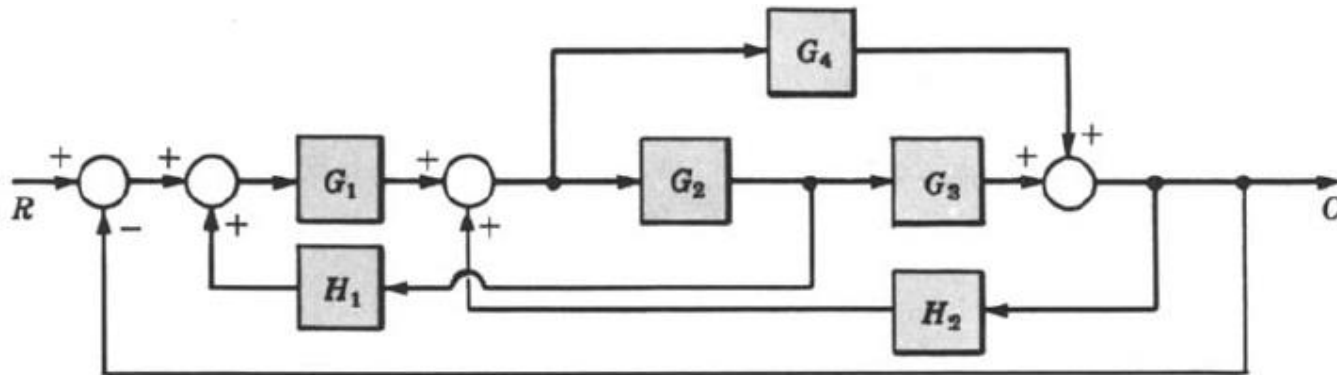 G₄
+
+ + G₁ + G₂ G₃ +
R C
- + +
H₁ H₂